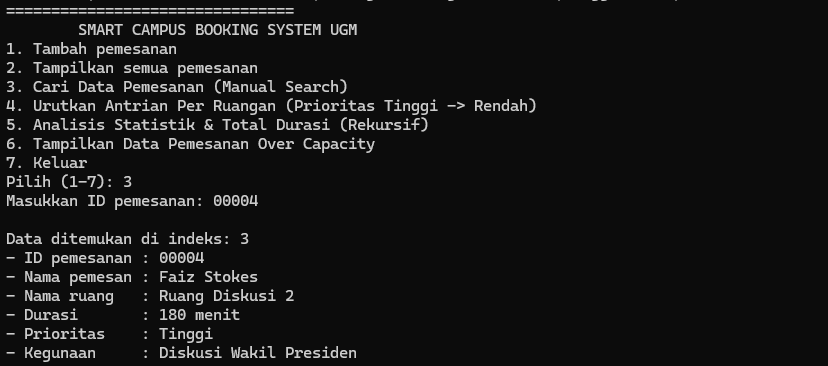 ================================
SMART CAMPUS BOOKING SYSTEM UGM
1. Tambah pemesanan
2. Tampilkan semua pemesanan
3. Cari Data Pemesanan (Manual Search)
4. Urutkan Antrian Per Ruangan (Prioritas Tinggi -> Rendah)
5. Analisis Statistik & Total Durasi (Rekursif)
6. Tampilkan Data Pemesanan Over Capacity
7. Keluar
Pilih (1-7): 3
Masukkan ID pemesanan: 00004

Data ditemukan di indeks: 3
- ID pemesanan : 00004
- Nama pemesan : Faiz Stokes
- Nama ruang   : Ruang Diskusi 2
- Durasi       : 180 menit
- Prioritas    : Tinggi
- Kegunaan     : Diskusi Wakil Presiden